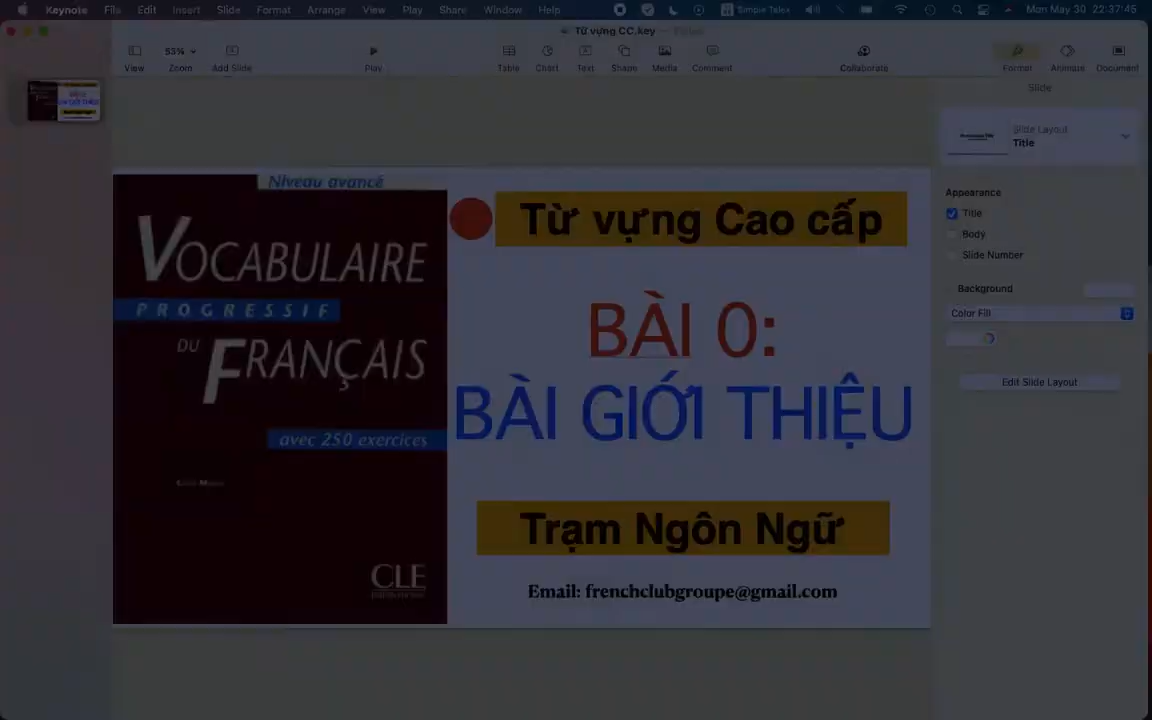 Keynote File Edit Insert Slide Format Arrange View Play Share Window Help Simple Telex Mon May 30 22:37:45
Từ vựng CC.key
53%
View Zoom Add Slide Play Table Chart Text Shape Media Comment Collaborate Format Animate Document
Slide
Slide Layout
Title
Appearance
Title
Body
Slide Number
Background
Color Fill
Edit Slide Layout
Niveau avancé
VOCABULAIRE
PROGRESSIF
DU FRANÇAIS
avec 250 exercices
CLE
Từ vựng Cao cấp
BÀI 0:
BÀI GIỚI THIỆU
Trạm Ngôn Ngữ
Email: frenchclubgroupe@gmail.com